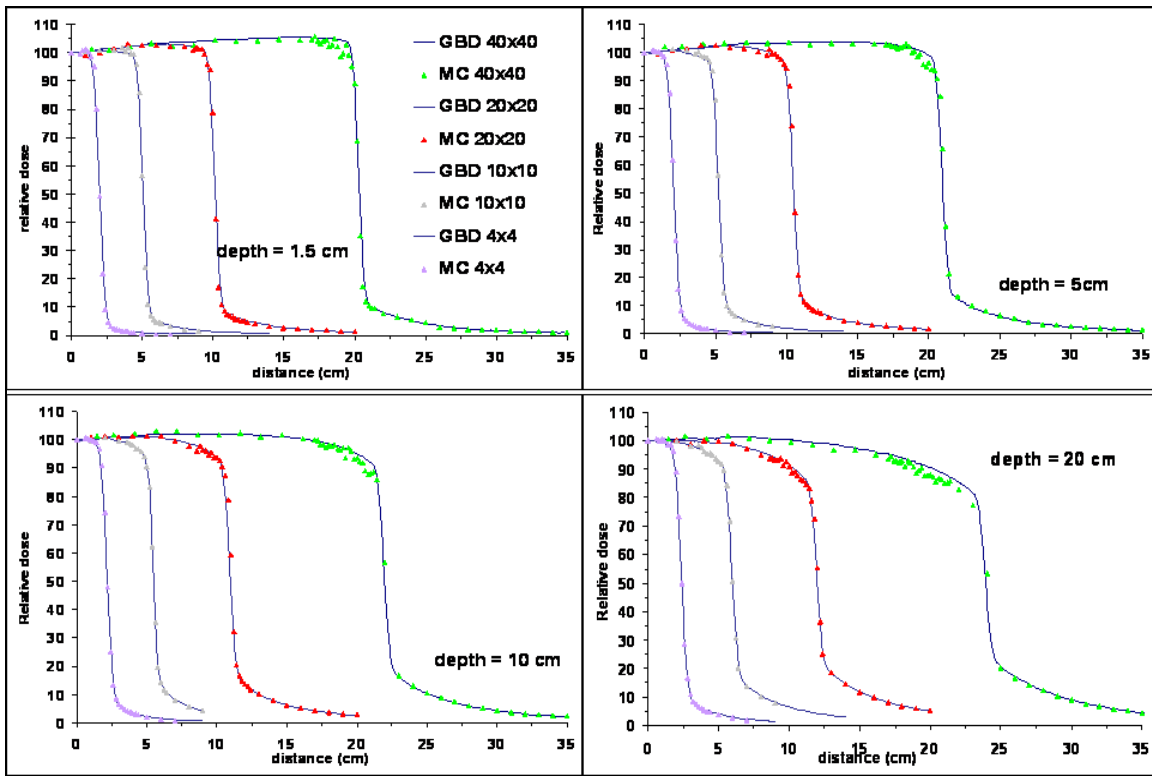 110
100
90
80
70
60
50
40
30
20
10
0
relative dose
GBD 40x40
MC 40x40
GBD 20x20
MC 20x20
GBD 10x10
MC 10x10
GBD 4x4
MC 4x4
depth = 1.5 cm
0 5 10 15 20 25 30 35
distance (cm)
110
100
90
80
70
60
50
40
30
20
10
0
Relative dose
depth = 5cm
0 5 10 15 20 25 30 35
distance (cm)
110
100
90
80
70
60
50
40
30
20
10
0
Relative dose
depth = 10 cm
0 5 10 15 20 25 30 35
distance (cm)
110
100
90
80
70
60
50
40
30
20
10
0
Relative dose
depth = 20 cm
0 5 10 15 20 25 30 35
distance (cm)